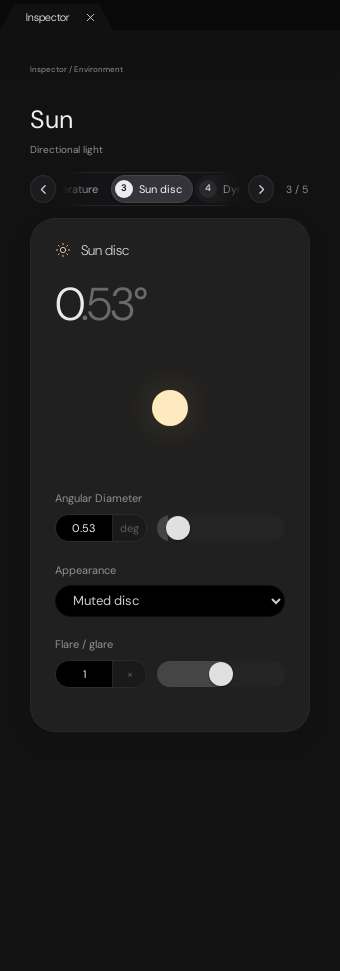 Inspector
Inspector / Environment
Sun
Directional light
erature 3 Sun disc 4 Dy 3 / 5
Sun disc
0.53°
Angular Diameter
0.53 deg
Appearance
Muted disc
Flare / glare
1 ×